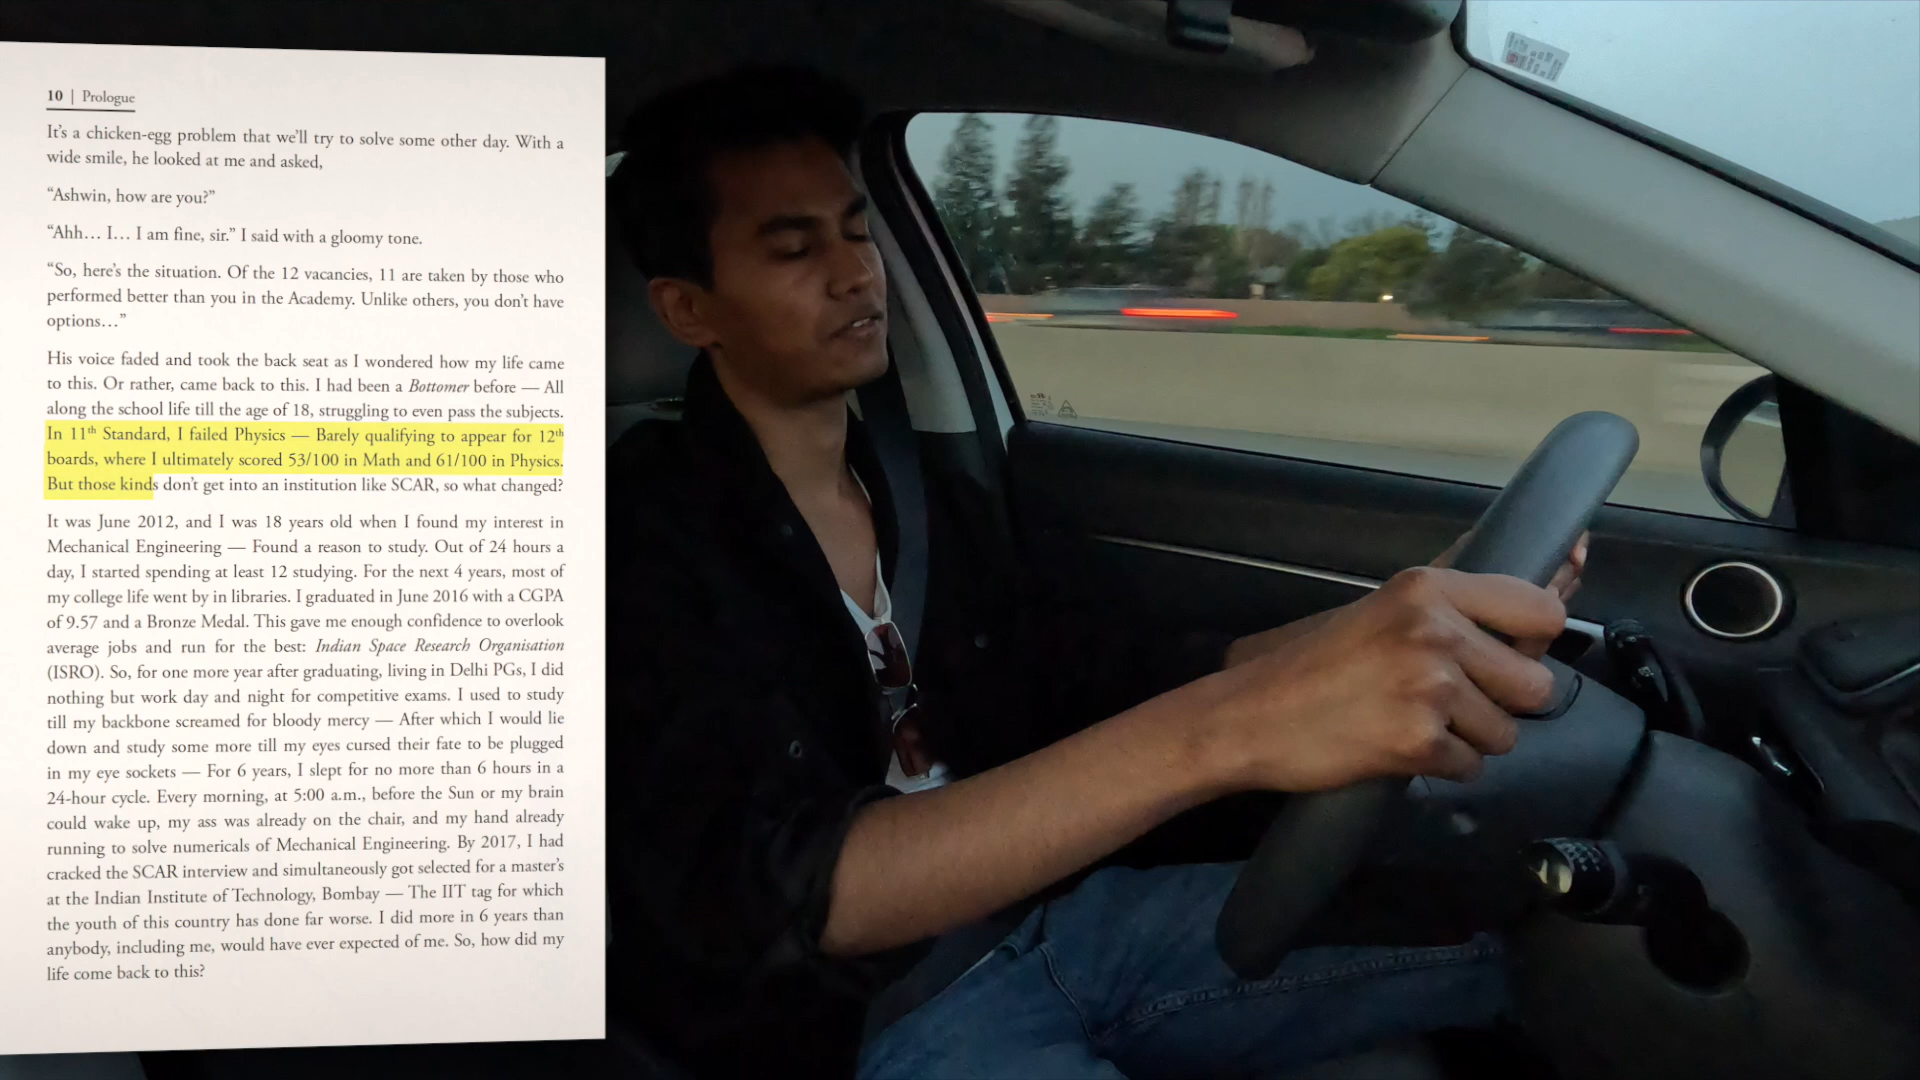 10 | Prologue
It’s a chicken-egg problem that we’ll try to solve some other day. With a
wide smile, he looked at me and asked,
“Ashwin, how are you?”
“Ahh… I… I am fine, sir.” I said with a gloomy tone.
“So, here’s the situation. Of the 12 vacancies, 11 are taken by those who
performed better than you in the Academy. Unlike others, you don’t have
options…”
His voice faded and took the back seat as I wondered how my life came
to this. Or rather, came back to this. I had been a Bottomer before — All
along the school life till the age of 18, struggling to even pass the subjects.
In 11th Standard, I failed Physics — Barely qualifying to appear for 12th
boards, where I ultimately scored 53/100 in Math and 61/100 in Physics.
But those kinds don’t get into an institution like SCAR, so what changed?
It was June 2012, and I was 18 years old when I found my interest in
Mechanical Engineering — Found a reason to study. Out of 24 hours a
day, I started spending at least 12 studying. For the next 4 years, most of
my college life went by in libraries. I graduated in June 2016 with a CGPA
of 9.57 and a Bronze Medal. This gave me enough confidence to overlook
average jobs and run for the best: Indian Space Research Organisation
(ISRO). So, for one more year after graduating, living in Delhi PGs, I did
nothing but work day and night for competitive exams. I used to study
till my backbone screamed for bloody mercy — After which I would lie
down and study some more till my eyes cursed their fate to be plugged
in my eye sockets — For 6 years, I slept for no more than 6 hours in a
24-hour cycle. Every morning, at 5:00 a.m., before the Sun or my brain
could wake up, my ass was already on the chair, and my hand already
running to solve numericals of Mechanical Engineering. By 2017, I had
cracked the SCAR interview and simultaneously got selected for a master’s
at the Indian Institute of Technology, Bombay — The IIT tag for which
the youth of this country has done far worse. I did more in 6 years than
anybody, including me, would have ever expected of me. So, how did my
life come back to this?